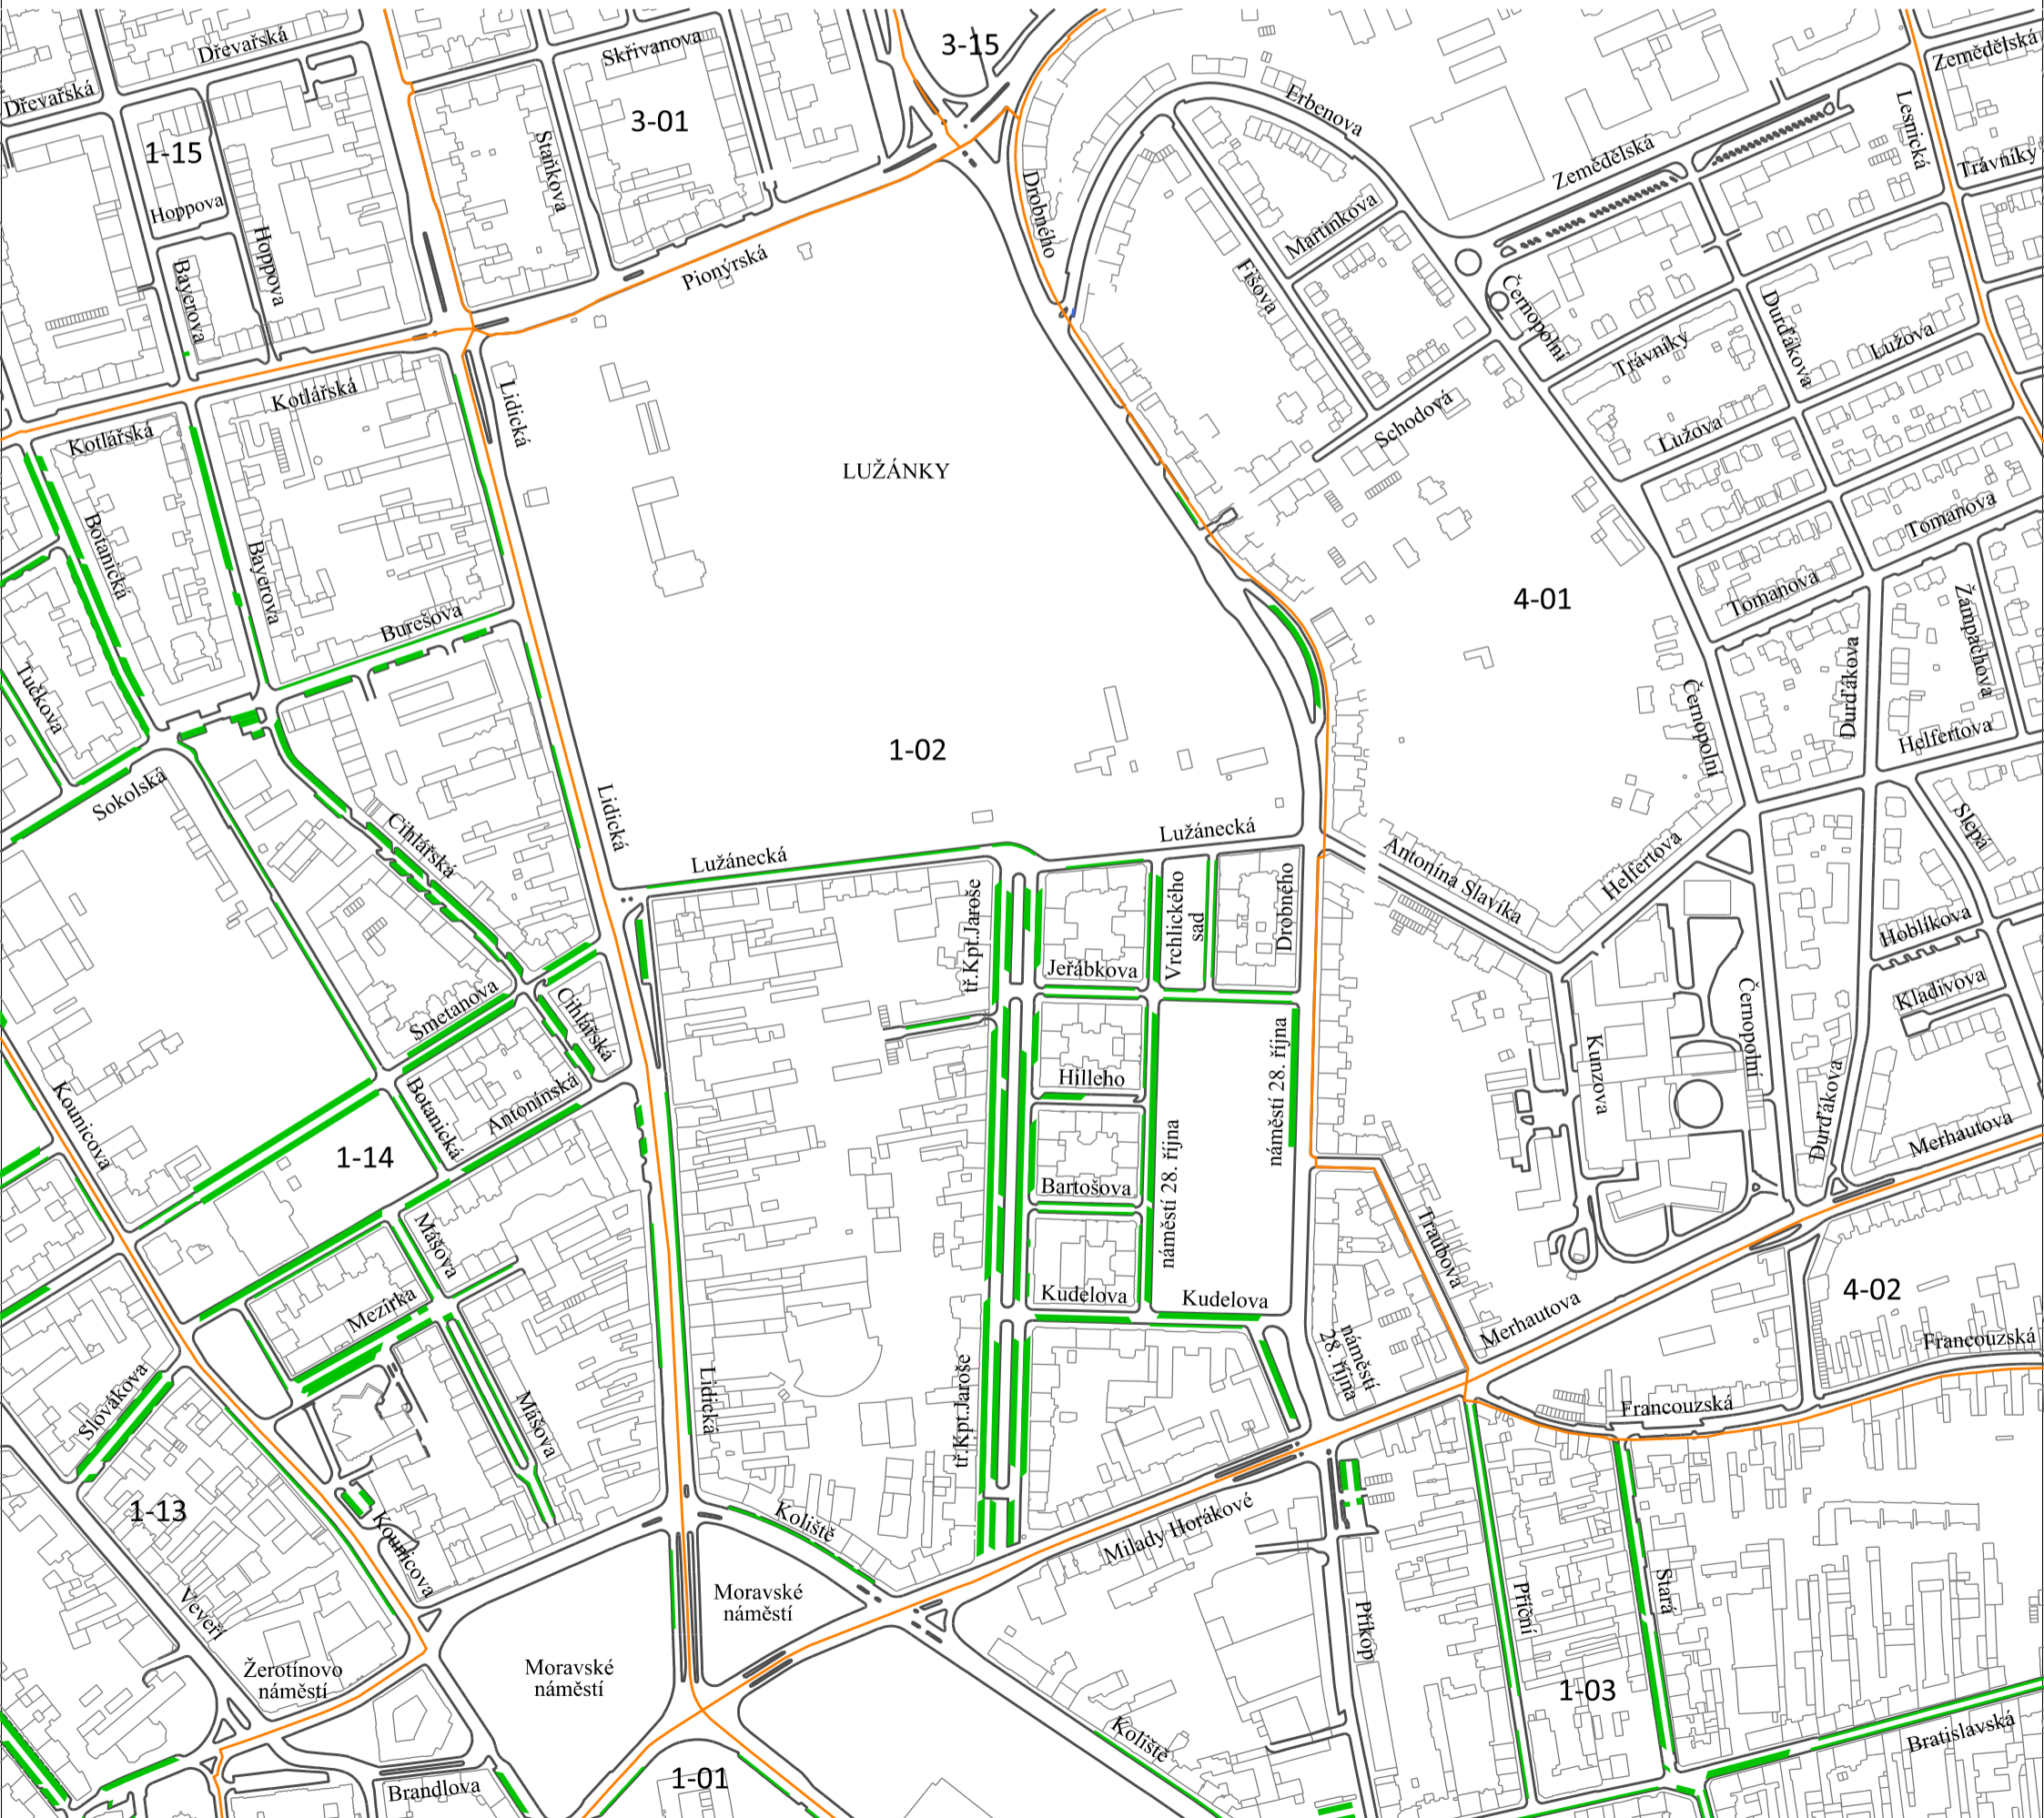 Dřevařská
Skřivanova
3-15
Zemědělská
Dřevařská
3-01
Erbenova
Lesnická
1-15
Staňkova
Zemědělská
Trávníky
Hoppova
Drobného
Martinkova
Hoppova
Pionýrská
Bayerova
Fišova
Černopolní
Durďákova
Lužova
Trávníky
Kotlářská
Lidická
Schodová
Kotlářská
Lužova
LUŽÁNKY
Botanická
Tomanova
Bayerova
4-01
Tomanova
Žampachova
Burešova
Durďákova
Tučkova
Černopolní
Helfertova
1-02
Sokolská
Lidická
Cihlářská
Lužánecká
Lužánecká
Slepá
Antonína Slavíka
Helfertova
tř.Kpt.Jaroše
Vrchlického
sad
Drobného
Hoblíkova
Jeřábkova
Kladivova
Smetanova
Cihlářská
Černopolní
náměstí 28. října
Kunzova
Kounicova
Botanická
Antonínská
Hilleho
Durďákova
Merhautova
1-14
náměstí 28. října
Bartošova
Mášova
Traubova
Mezírka
Kudelova
Kudelova
4-02
Merhautova
náměstí
28. října
Francouzská
Slovákova
Lidická
tř.Kpt.Jaroše
Mášova
Francouzská
1-13
Kounicova
Koliště
Milady Horákové
Veveří
Moravské
náměstí
Příkop
Příční
Stará
Žerotínovo
náměstí
Moravské
náměstí
1-03
Koliště
Bratislavská
Brandlova
1-01